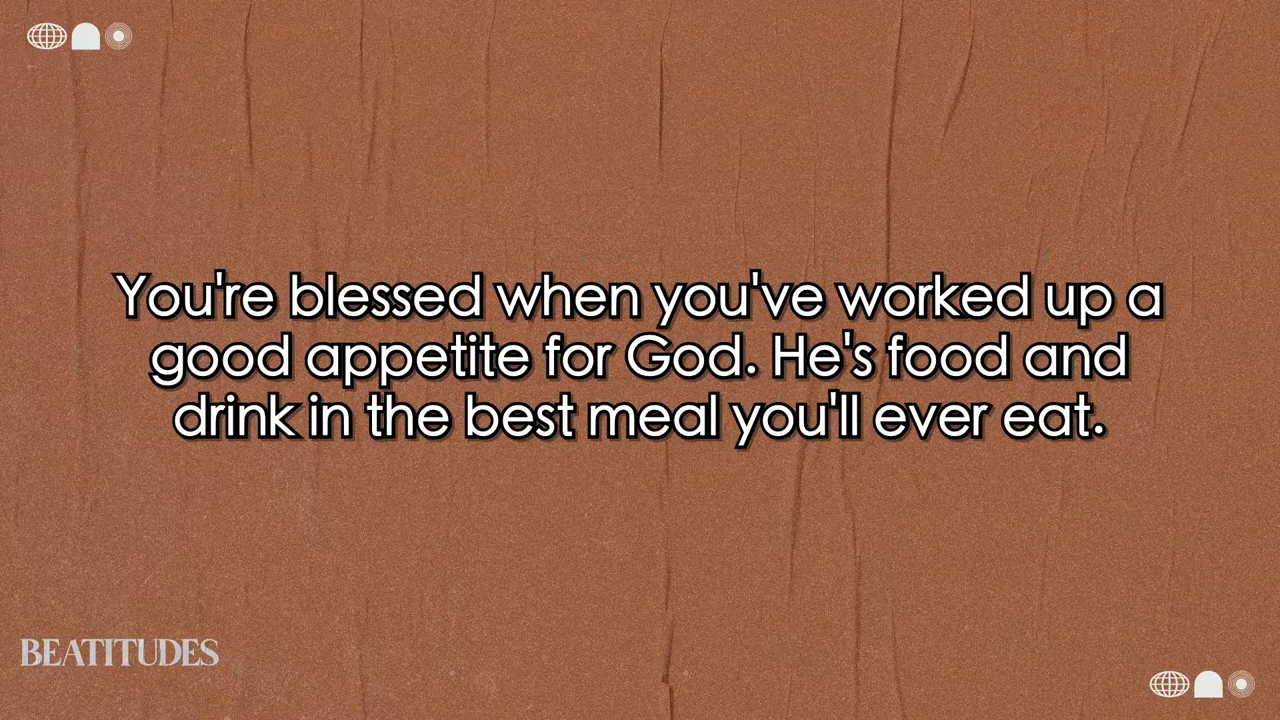 You're blessed when you've worked up a
good appetite for God. He's food and
drink in the best meal you'll ever eat.
BEATITUDES